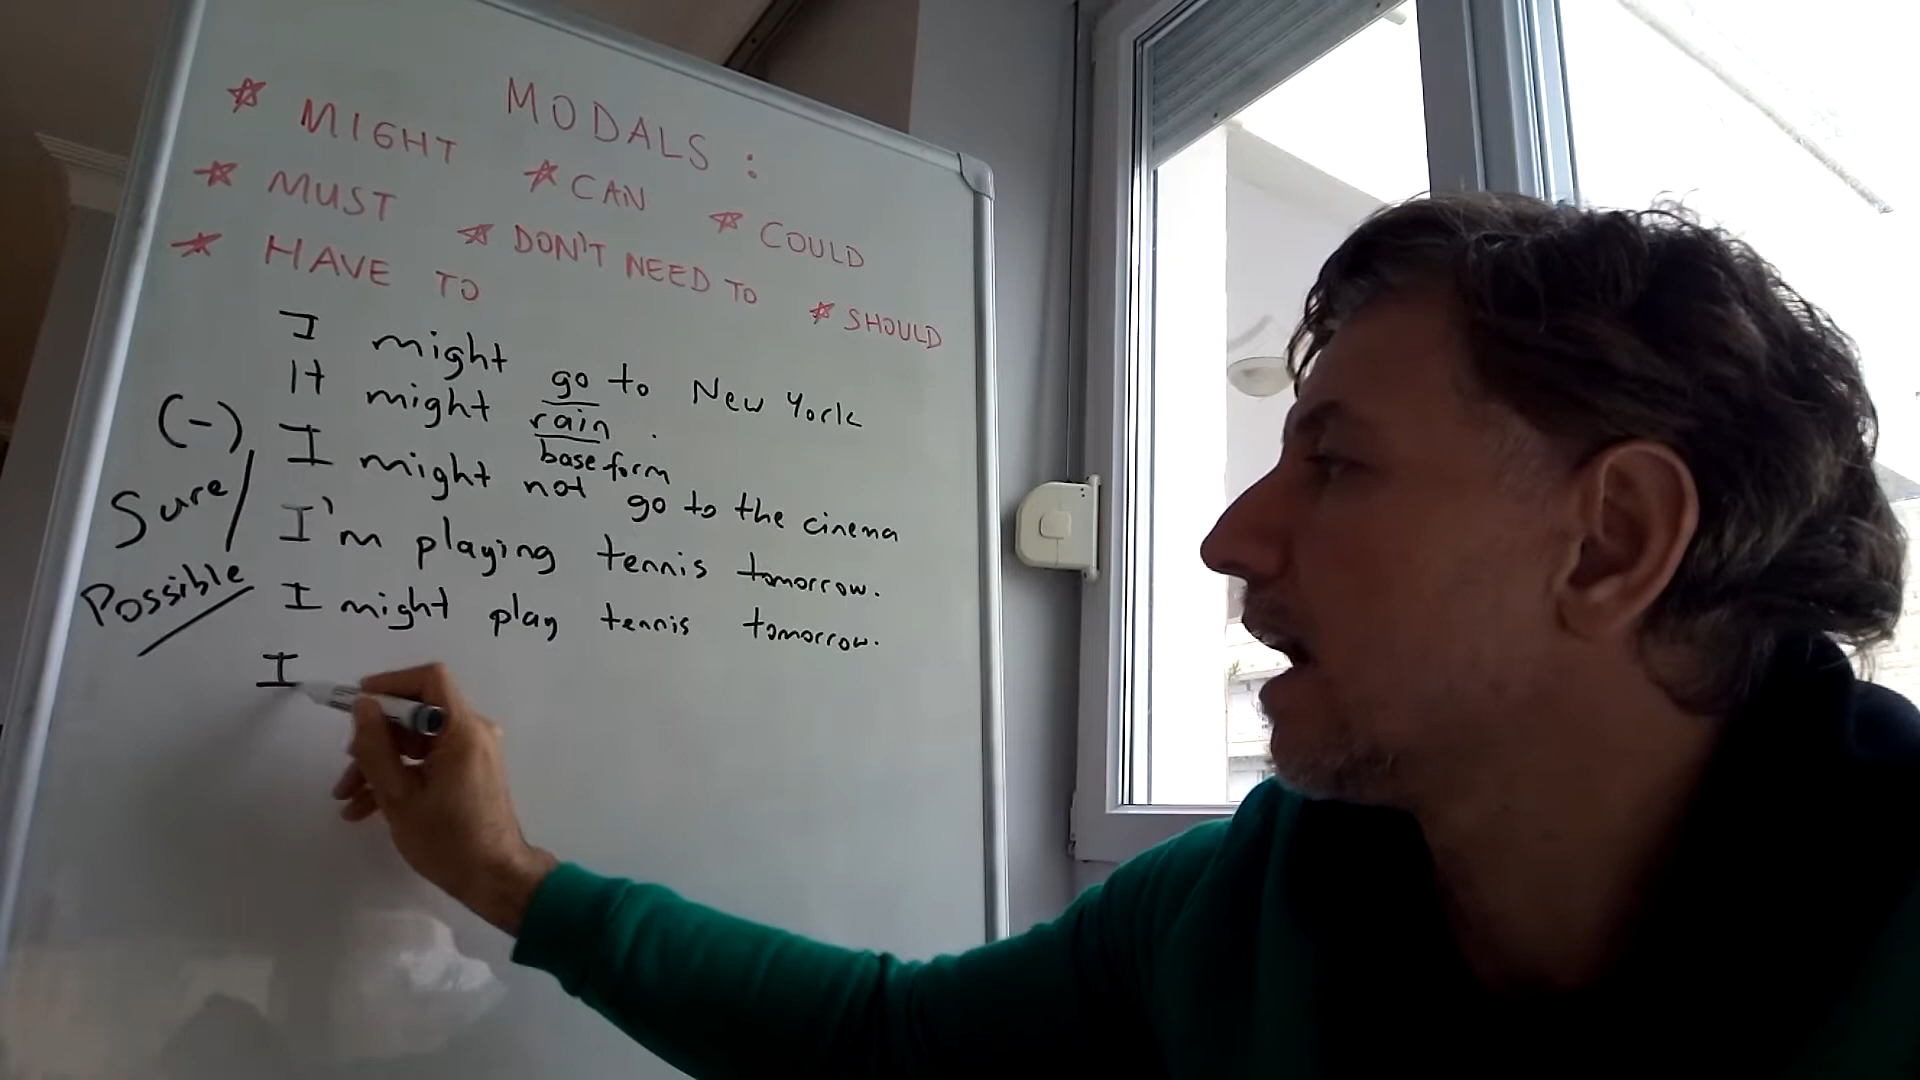 MODALS :
* MIGHT * CAN * COULD
* MUST * DON'T NEED TO * SHOULD
* HAVE TO
I might go to New York
It might rain .
base form
(-) I might not go to the cinema
Sure/ I'm playing tennis tomorrow.
Possible I might play tennis tomorrow.
I